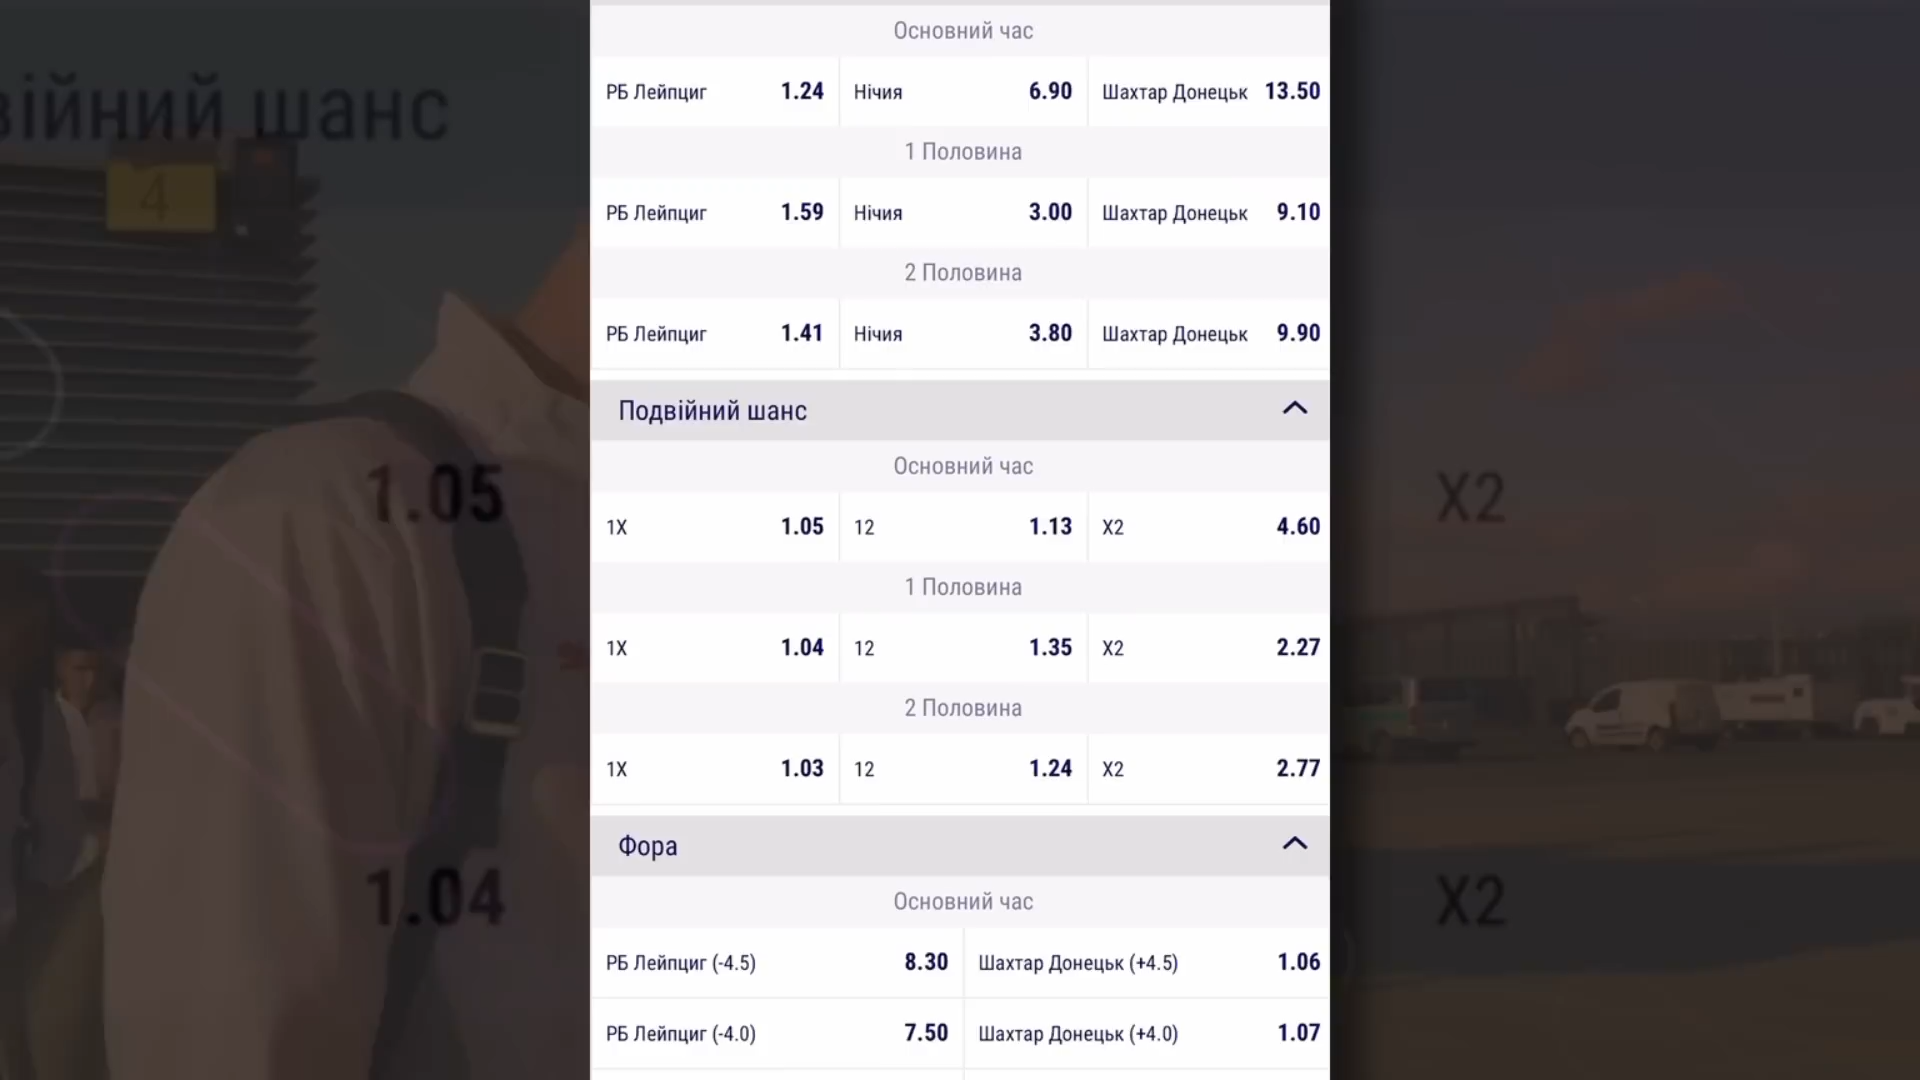 Основний час
РБ Лейпциг 1.24 Нічия 6.90 Шахтар Донецьк 13.50
1 Половина
РБ Лейпциг 1.59 Нічия 3.00 Шахтар Донецьк 9.10
2 Половина
РБ Лейпциг 1.41 Нічия 3.80 Шахтар Донецьк 9.90
Подвійний шанс
Основний час
1X 1.05 12 1.13 X2 4.60
1 Половина
1X 1.04 12 1.35 X2 2.27
2 Половина
1X 1.03 12 1.24 X2 2.77
Фора
Основний час
РБ Лейпциг (-4.5) 8.30 Шахтар Донецьк (+4.5) 1.06
РБ Лейпциг (-4.0) 7.50 Шахтар Донецьк (+4.0) 1.07
війний шанс
4
1.05 X2
1.04 X2